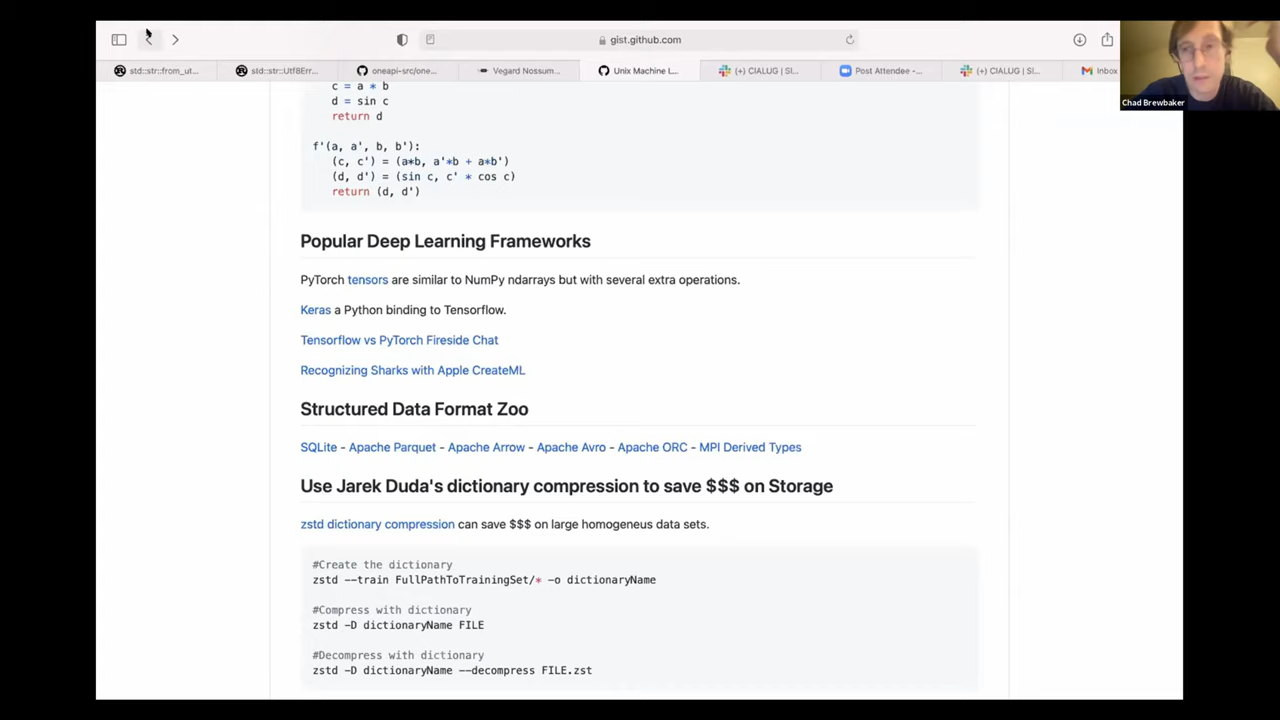 gist.github.com
std::str::from_ut...
std::str::Utf8Err...
oneapi-src/one...
Vegard Nossum...
Unix Machine L...
(+) CIALUG | Sl...
Post Attendee -...
(+) CIALUG | Sl...
Inbox
Chad Brewbaker
c = a * b
d = sin c
return d
f'(a, a', b, b'):
(c, c') = (a*b, a'*b + a*b')
(d, d') = (sin c, c' * cos c)
return (d, d')
Popular Deep Learning Frameworks
PyTorch tensors are similar to NumPy ndarrays but with several extra operations.
Keras a Python binding to Tensorflow.
Tensorflow vs PyTorch Fireside Chat
Recognizing Sharks with Apple CreateML
Structured Data Format Zoo
SQLite - Apache Parquet - Apache Arrow - Apache Avro - Apache ORC - MPI Derived Types
Use Jarek Duda's dictionary compression to save $$$ on Storage
zstd dictionary compression can save $$$ on large homogeneus data sets.
#Create the dictionary
zstd --train FullPathToTrainingSet/* -o dictionaryName
#Compress with dictionary
zstd -D dictionaryName FILE
#Decompress with dictionary
zstd -D dictionaryName --decompress FILE.zst